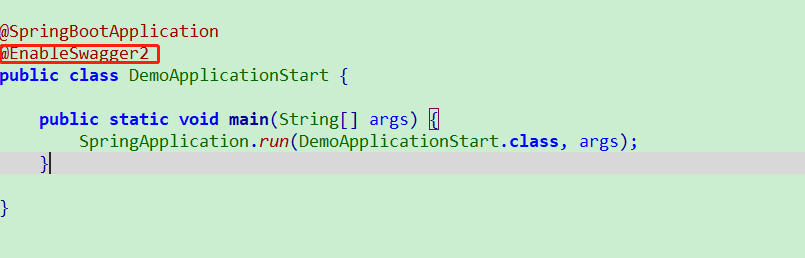 @SpringBootApplication
@EnableSwagger2
public class DemoApplicationStart {
public static void main(String[] args) {
SpringApplication.run(DemoApplicationStart.class, args);
}
}